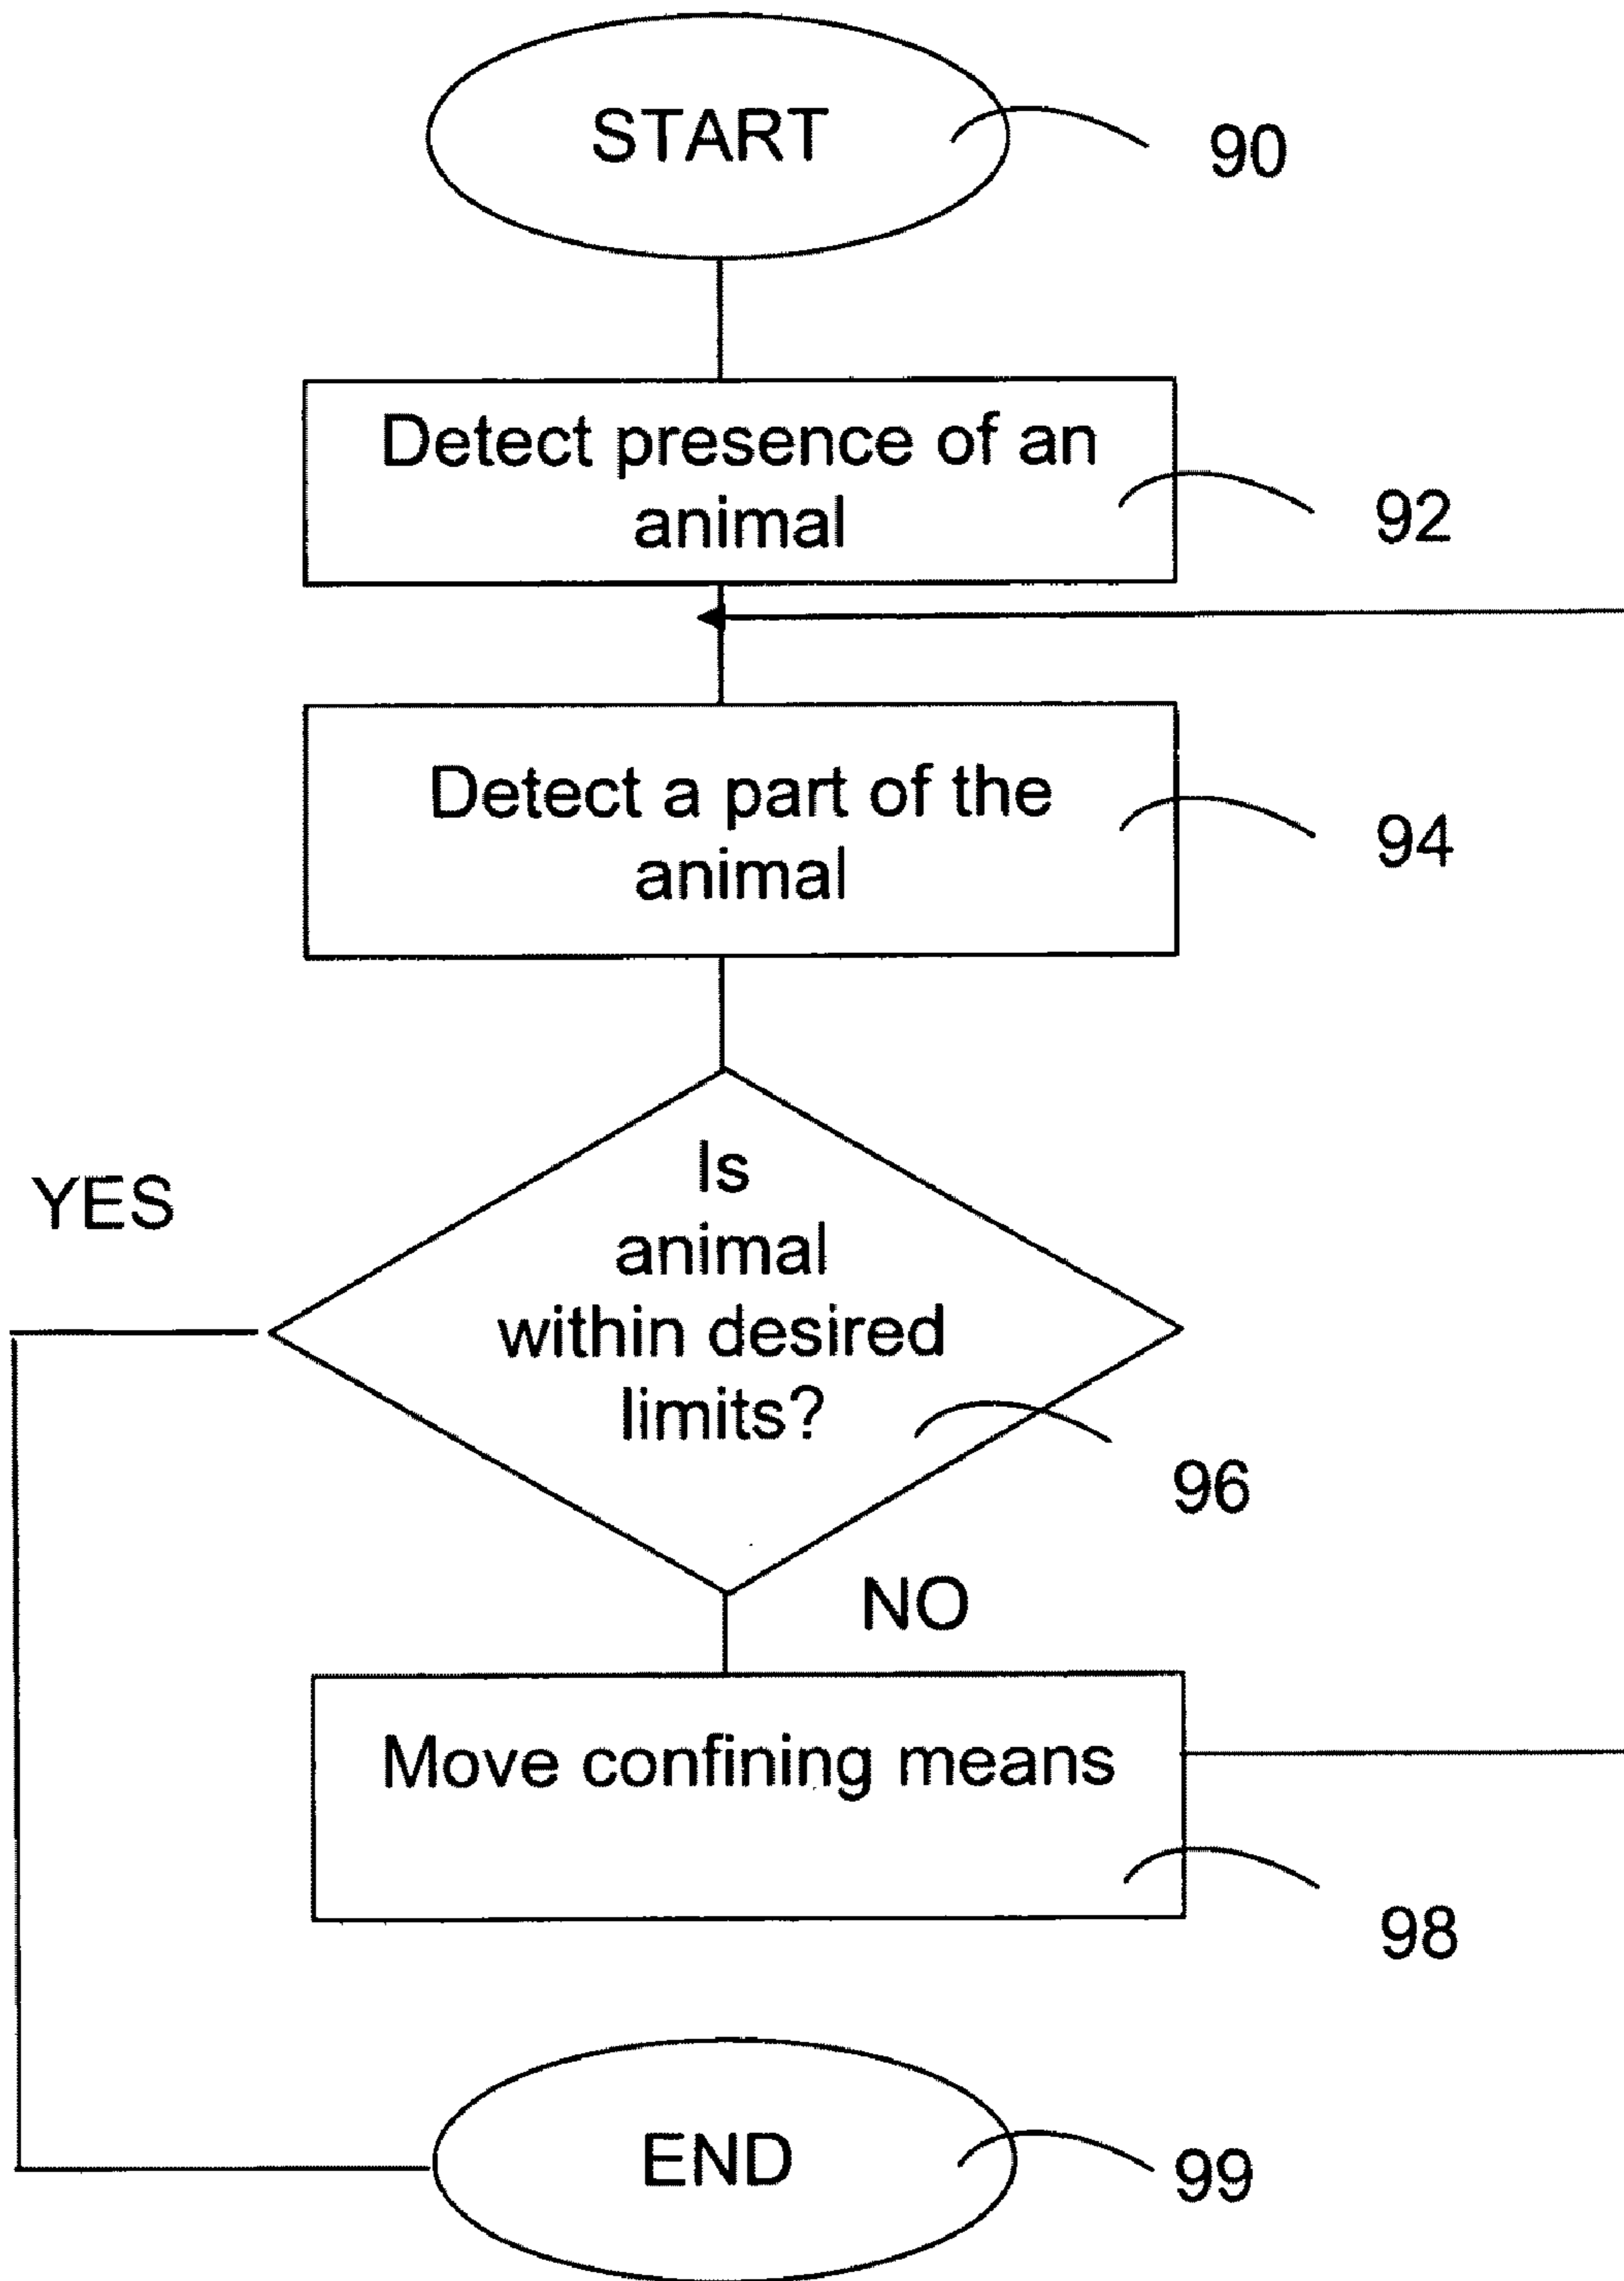 START
90
Detect presence of an
animal
92
Detect a part of the
animal
94
YES
Is
animal
within desired
limits?
96
NO
Move confining means
98
END
99